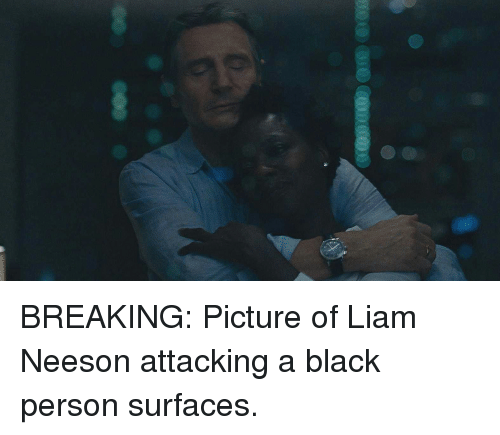 BREAKING: Picture of Liam
Neeson attacking a black
person surfaces.